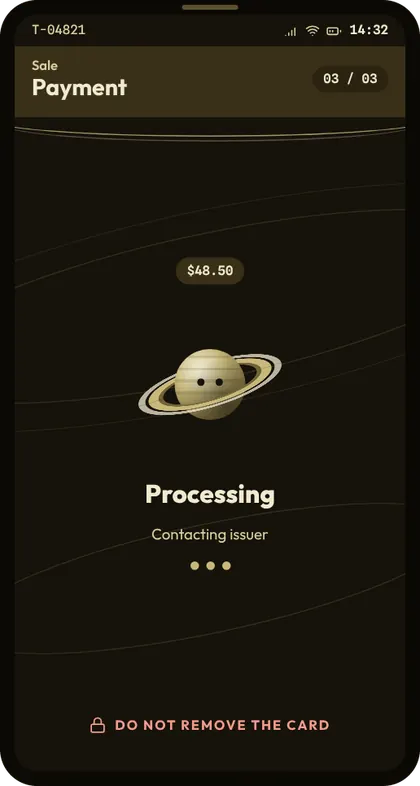 T-04821
14:32
Sale
Payment
03 / 03
$48.50
Processing
Contacting issuer
DO NOT REMOVE THE CARD